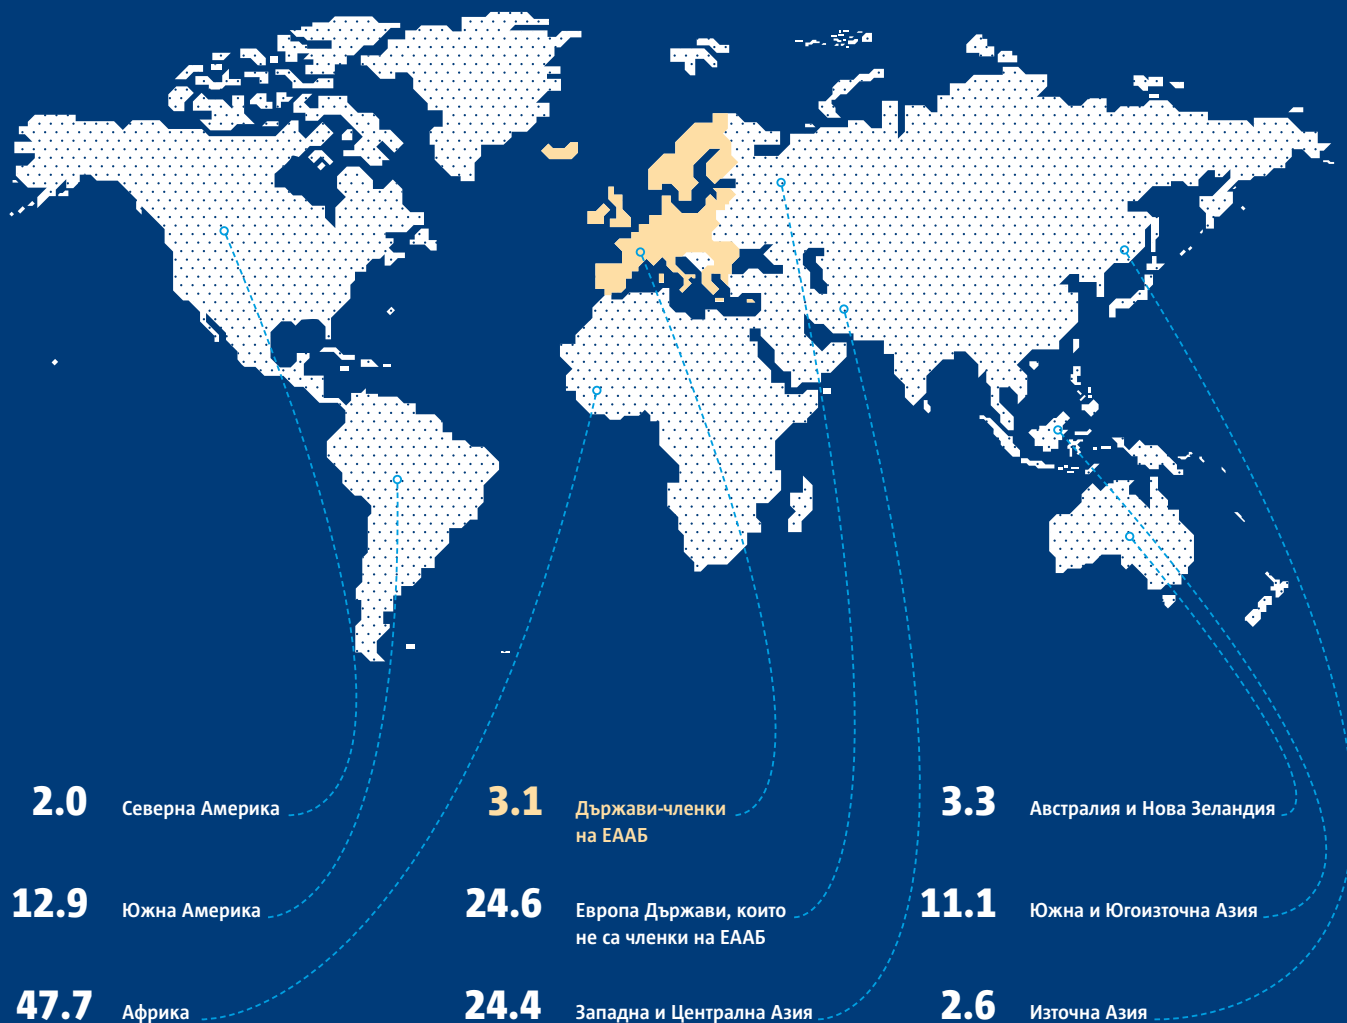 2.0 Северна Америка
3.1 Държави-членки
на ЕААБ
3.3 Австралия и Нова Зеландия
12.9 Южна Америка
24.6 Европа Държави, които
не са членки на ЕААБ
11.1 Южна и Югоизточна Азия
47.7 Африка
24.4 Западна и Централна Азия
2.6 Източна Азия